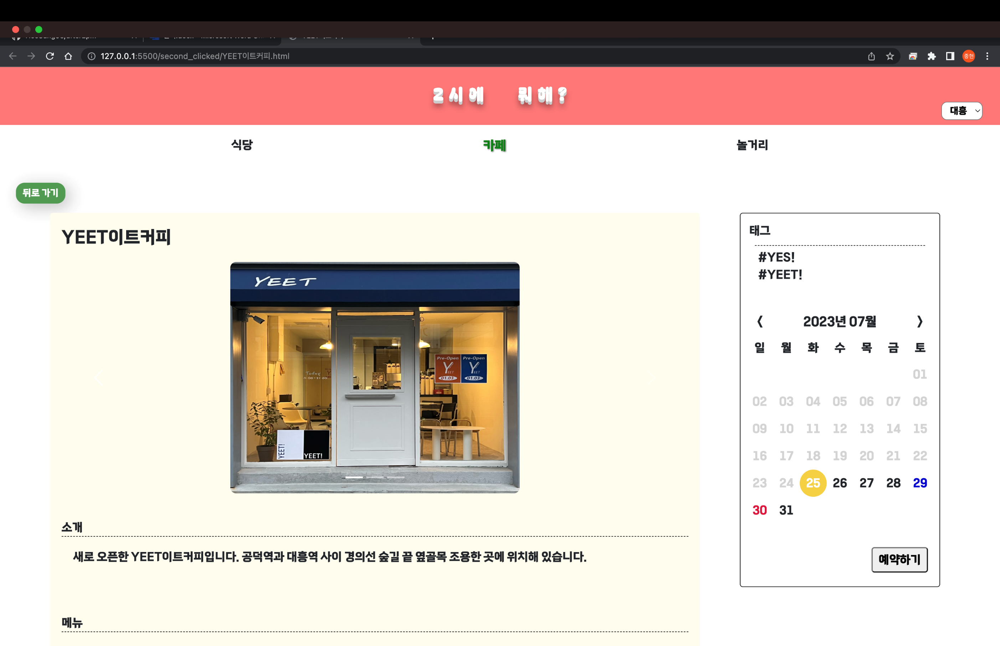 127.0.0.1:5500/second_clicked/YEET이트커피.html
종현
2시에 뭐해?
대흥
식당 카페 놀거리
뒤로 가기
YEET이트커피
YEET
Pre-Open Pre-Open
YEET YEET
01.03 01.03
Today
YEET!
YEET!
소개
새로 오픈한 YEET이트커피입니다. 공덕역과 대흥역 사이 경의선 숲길 끝 옆골목 조용한 곳에 위치해 있습니다.
메뉴
태그
#YES!
#YEET!
〈 2023년 07월 〉
일 월 화 수 목 금 토
01
02 03 04 05 06 07 08
09 10 11 12 13 14 15
16 17 18 19 20 21 22
23 24 25 26 27 28 29
30 31
예약하기